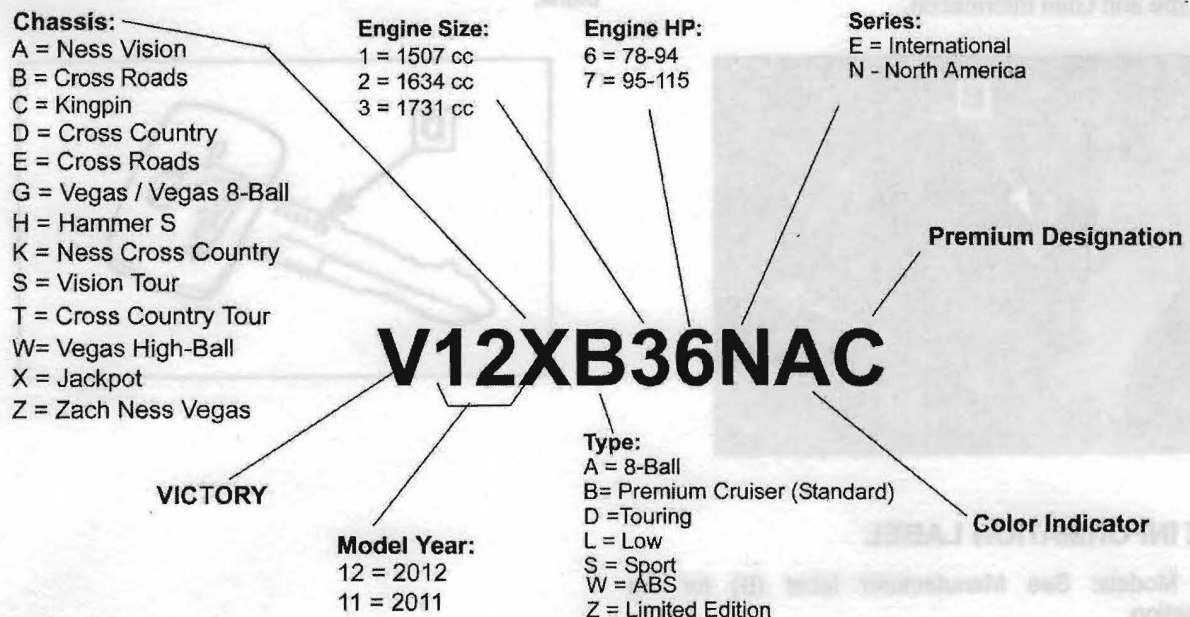 Chassis:
A = Ness Vision
B = Cross Roads
C = Kingpin
D = Cross Country
E = Cross Roads
G = Vegas / Vegas 8-Ball
H = Hammer S
K = Ness Cross Country
S = Vision Tour
T = Cross Country Tour
W= Vegas High-Ball
X = Jackpot
Z = Zach Ness Vegas
Engine Size:
1 = 1507 cc
2 = 1634 cc
3 = 1731 cc
Engine HP:
6 = 78-94
7 = 95-115
Series:
E = International
N - North America
Premium Designation
V12XB36NAC
VICTORY
Model Year:
12 = 2012
11 = 2011
Type:
A = 8-Ball
B= Premium Cruiser (Standard)
D =Touring
L = Low
S = Sport
W = ABS
Z = Limited Edition
Color Indicator